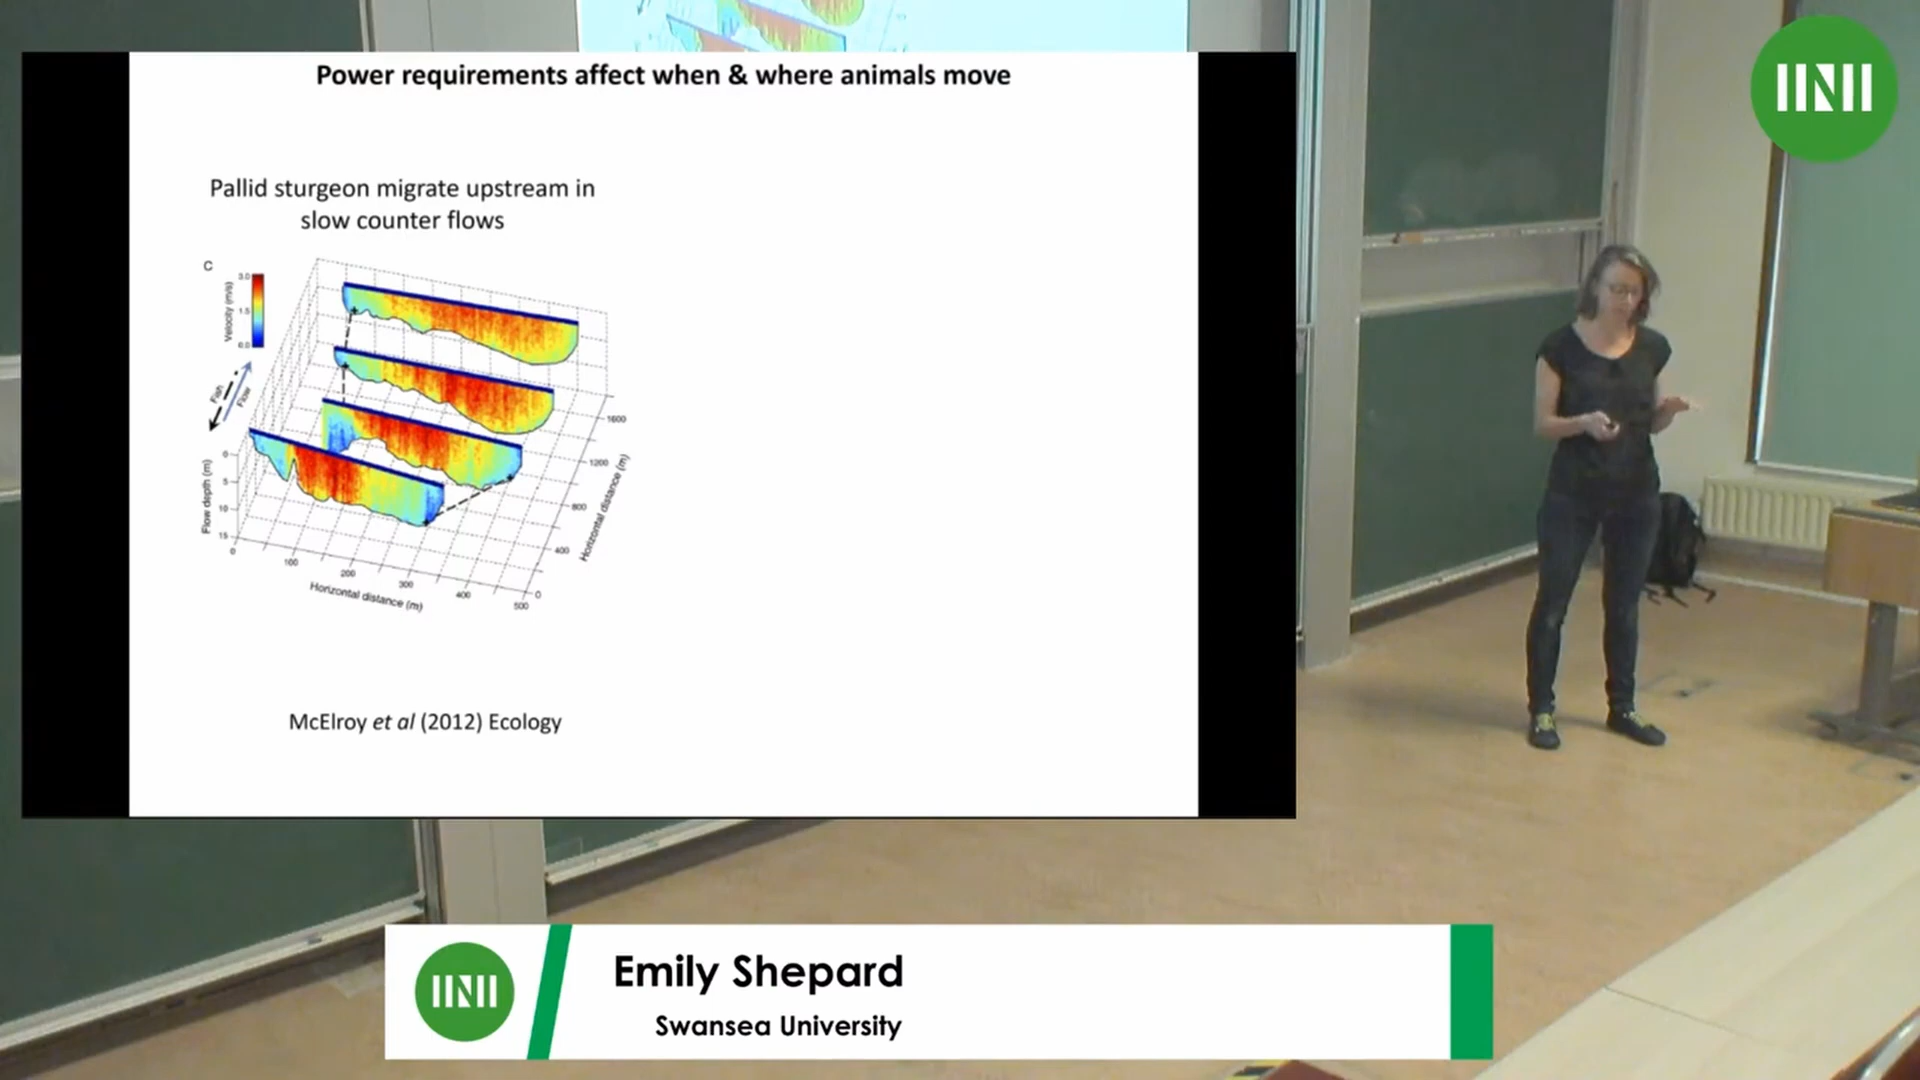 Power requirements affect when & where animals move
Pallid sturgeon migrate upstream in
slow counter flows
C
Velocity (m/s)
3.0
1.5
0.0
Fish
Flow
Flow depth (m)
0
5
10
15
0
100
200
300
400
500
Horizontal distance (m)
0
400
800
1200
1600
Horizontal distance (m)
McElroy et al (2012) Ecology
Emily Shepard
Swansea University